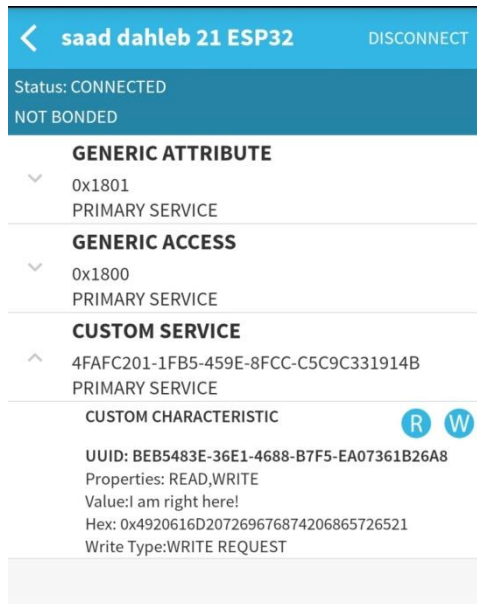 saad dahleb 21 ESP32 DISCONNECT
Status: CONNECTED
NOT BONDED
GENERIC ATTRIBUTE
0x1801
PRIMARY SERVICE
GENERIC ACCESS
0x1800
PRIMARY SERVICE
CUSTOM SERVICE
4FAFC201-1FB5-459E-8FCC-C5C9C331914B
PRIMARY SERVICE
CUSTOM CHARACTERISTIC R W
UUID: BEB5483E-36E1-4688-B7F5-EA07361B26A8
Properties: READ,WRITE
Value:I am right here!
Hex: 0x4920616D207269676874206865726521
Write Type:WRITE REQUEST